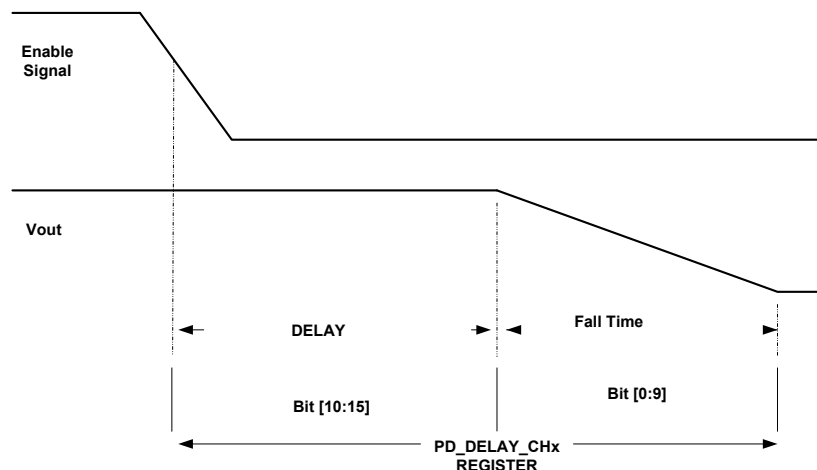 Enable
Signal
Vout
DELAY
Fall Time
Bit [10:15]
Bit [0:9]
PD_DELAY_CHx
REGISTER